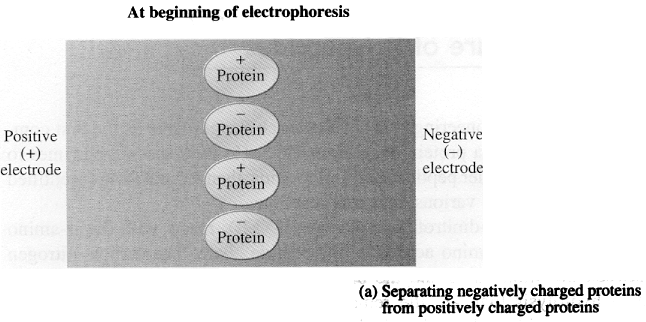 At beginning of electrophoresis
+
Protein
−
Protein
+
Protein
−
Protein
Positive
(+)
electrode
Negative
(−)
electrode
(a) Separating negatively charged proteins
from positively charged proteins